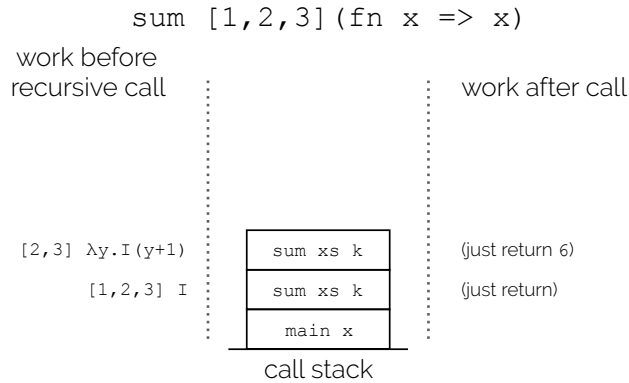 sum [1,2,3](fn x => x)
work before
recursive call
work after call
[2,3] λy.I(y+1)
sum xs k
(just return 6)
[1,2,3] I
sum xs k
(just return)
main x
call stack